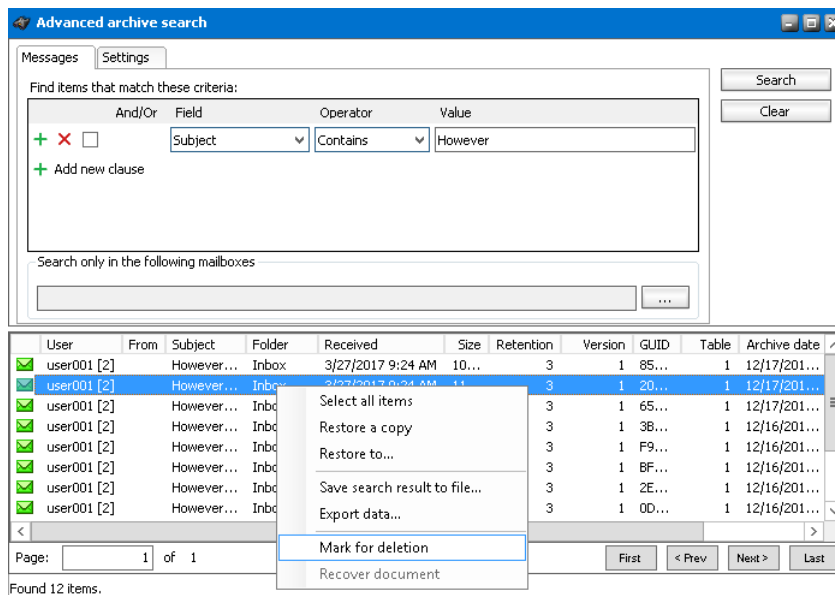 Advanced archive search
Messages Settings
Find items that match these criteria:
Search
Clear
And/Or Field Operator Value
Subject Contains However
Add new clause
Search only in the following mailboxes
...
User From Subject Folder Received Size Retention Version GUID Table Archive date
user001 [2] However... Inbox 3/27/2017 9:24 AM 10... 3 1 85... 1 12/17/201...
user001 [2] However... Inbox 3/27/2017 9:24 AM 11... 3 1 20... 1 12/17/201...
user001 [2] However... 3 1 65... 1 12/17/201...
user001 [2] However... 3 1 3B... 1 12/16/201...
user001 [2] However... 3 1 F9... 1 12/16/201...
user001 [2] However... 3 1 BF... 1 12/16/201...
user001 [2] However... 3 1 2E... 1 12/16/201...
user001 [2] However... 3 1 0D... 1 12/16/201...
Select all items
Restore a copy
Restore to...
Save search result to file...
Export data...
Mark for deletion
Recover document
Page: 1 of 1 First < Prev Next > Last
Found 12 items.